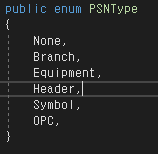 public enum PSNType
{
None,
Branch,
Equipment,
Header,
Symbol,
OPC,
}